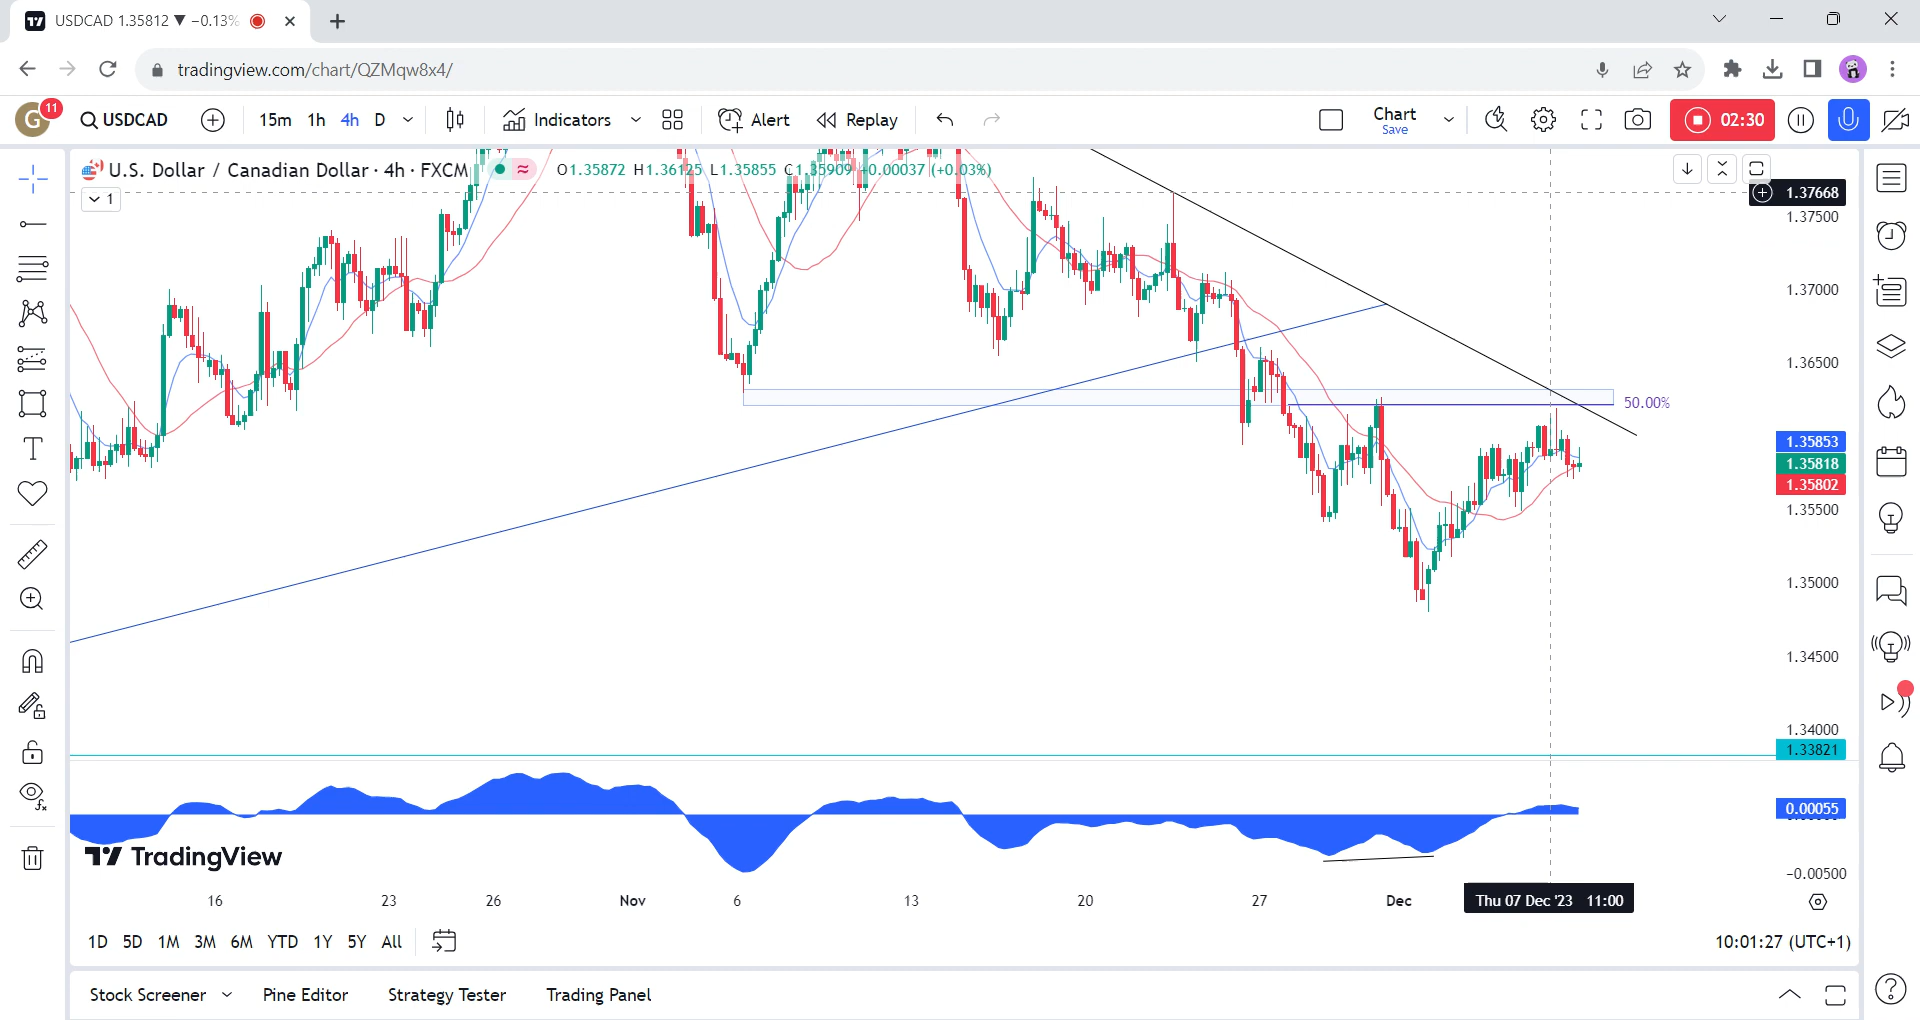 USDCAD 1.35812 ▼ −0.13%
tradingview.com/chart/QZMqw8x4/
G
11
USDCAD
15m 1h 4h D
Indicators
Alert
Replay
Chart
Save
02:30
U.S. Dollar / Canadian Dollar · 4h · FXCM
O1.35872 H1.36125 L1.35855 C1.35909 +0.00037 (+0.03%)
1
1.37668
1.37500
1.37000
1.36500
50.00%
1.35853
1.35818
1.35802
1.35500
1.35000
1.34500
1.34000
1.33821
0.00055
−0.00500
TradingView
16 23 26 Nov 6 13 20 27 Dec
Thu 07 Dec '23 11:00
1D 5D 1M 3M 6M YTD 1Y 5Y All
10:01:27 (UTC+1)
Stock Screener
Pine Editor
Strategy Tester
Trading Panel